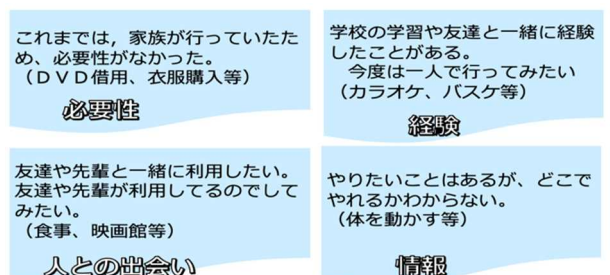 これまでは，家族が行っていたた
め、必要性がなかった。
（ＤＶＤ借用、衣服購入等）
必要性
学校の学習や友達と一緒に経験
したことがある。
　今度は一人で行ってみたい
（カラオケ、バスケ等）
経験
友達や先輩と一緒に利用したい。
友達や先輩が利用してるのでして
みたい。
（食事、映画館等）
人との出会い
やりたいことはあるが、どこで
やれるかわからない。
（体を動かす等）
情報